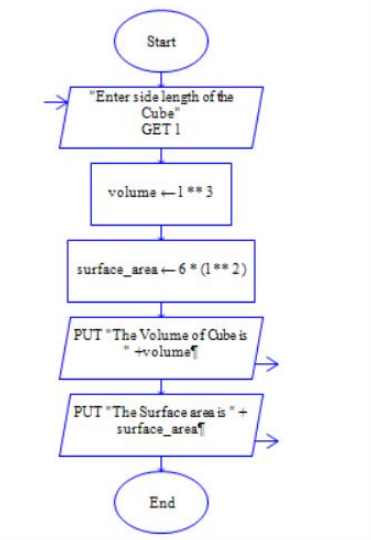 Start
"Enter side length of the
Cube"
GET l
volume ←l ** 3
surface_area ← 6 * (l ** 2)
PUT "The Volume of Cube is
" +volume¶
PUT "The Surface area is " +
surface_area¶
End